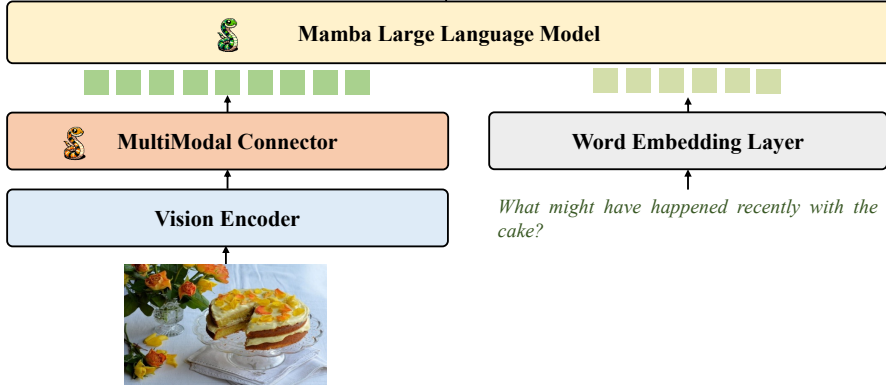 Mamba Large Language Model
MultiModal Connector
Word Embedding Layer
Vision Encoder
What might have happened recently with the
cake?